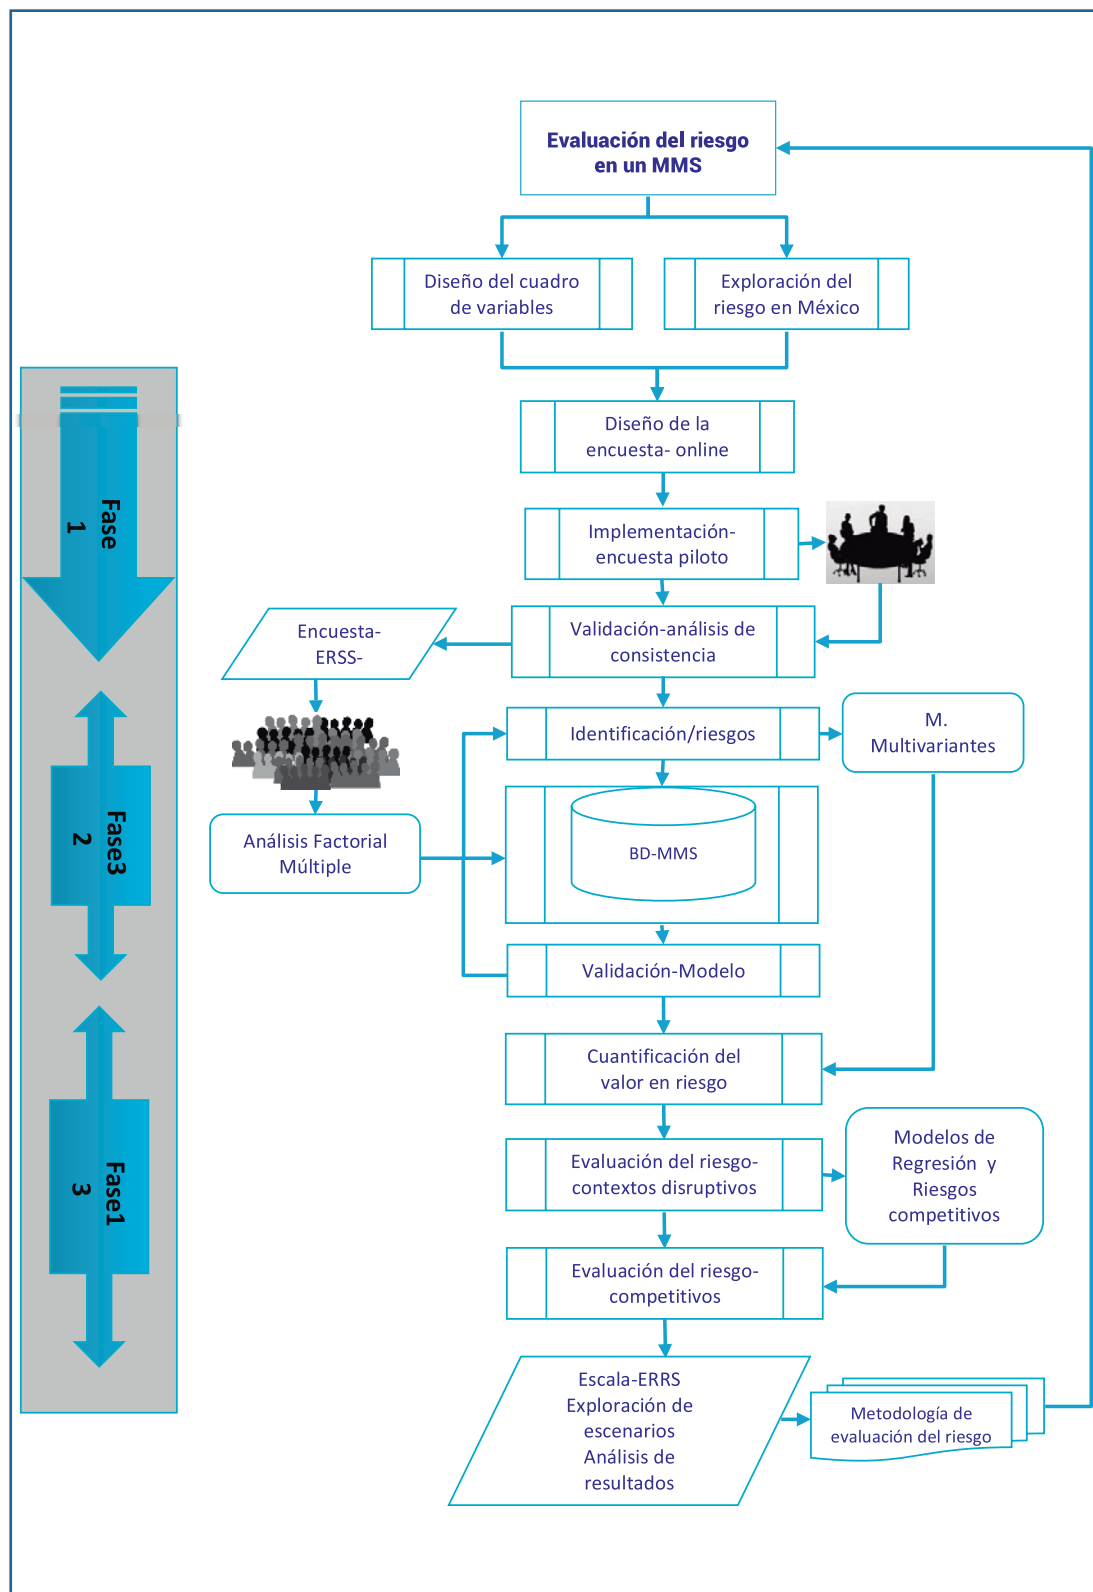 Evaluación del riesgo
en un MMS
Diseño del cuadro
de variables
Exploración del
riesgo en México
Diseño de la
encuesta- online
Implementación-
encuesta piloto
Validación-análisis de
consistencia
Encuesta-
ERSS-
Identificación/riesgos
M.
Multivariantes
Análisis Factorial
Múltiple
BD-MMS
Validación-Modelo
Cuantificación del
valor en riesgo
Evaluación del riesgo-
contextos disruptivos
Modelos de
Regresión y
Riesgos
competitivos
Evaluación del riesgo-
competitivos
Escala-ERRS
Exploración de
escenarios
Análisis de
resultados
Metodología de
evaluación del riesgo
Fase
1
Fase3
2
Fase1
3